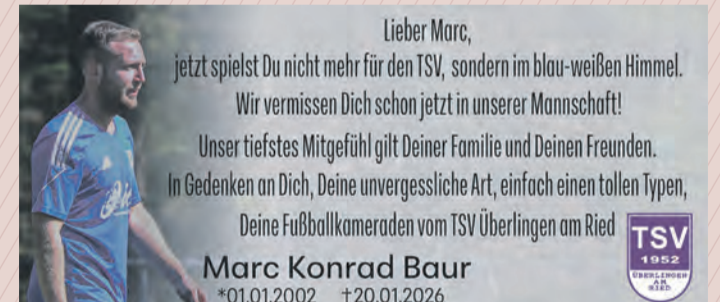 Lieber Marc,
jetzt spielst Du nicht mehr für den TSV, sondern im blau-weißen Himmel.
Wir vermissen Dich schon jetzt in unserer Mannschaft!
Unser tiefstes Mitgefühl gilt Deiner Familie und Deinen Freunden.
In Gedenken an Dich, Deine unvergessliche Art, einfach einen tollen Typen,
Deine Fußballkameraden vom TSV Überlingen am Ried
TSV
1952
ÜBERLINGEN
AM
RIED
Marc Konrad Baur
*01.01.2002 †20.01.2026